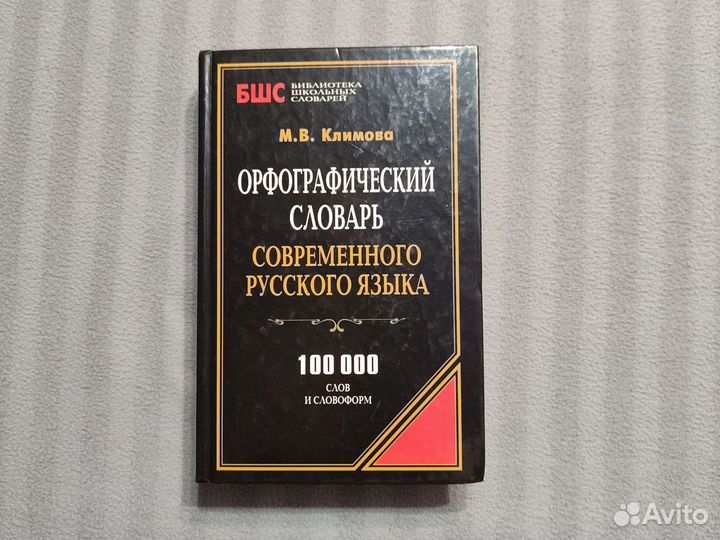 БШС БИБЛИОТЕКА
ШКОЛЬНЫХ
СЛОВАРЕЙ
М.В. Климова
ОРФОГРАФИЧЕСКИЙ
СЛОВАРЬ
СОВРЕМЕННОГО
РУССКОГО ЯЗЫКА
100 000
СЛОВ
И СЛОВОФОРМ
Avito